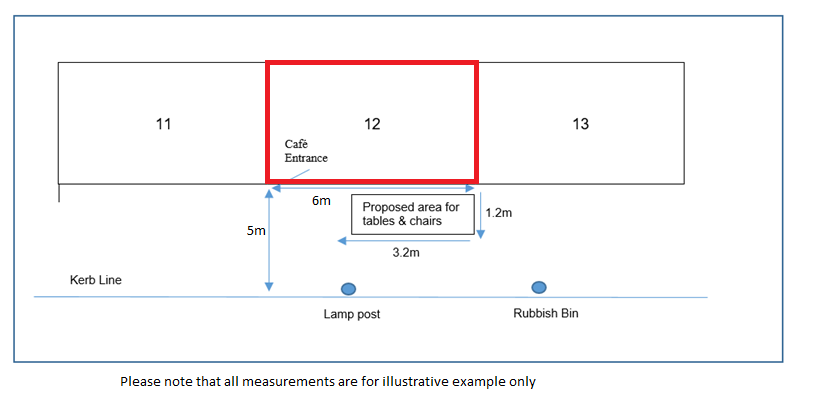 11
12
13
Cafè
Entrance
6m
Proposed area for
tables & chairs
1.2m
5m
3.2m
Kerb Line
Lamp post
Rubbish Bin
Please note that all measurements are for illustrative example only